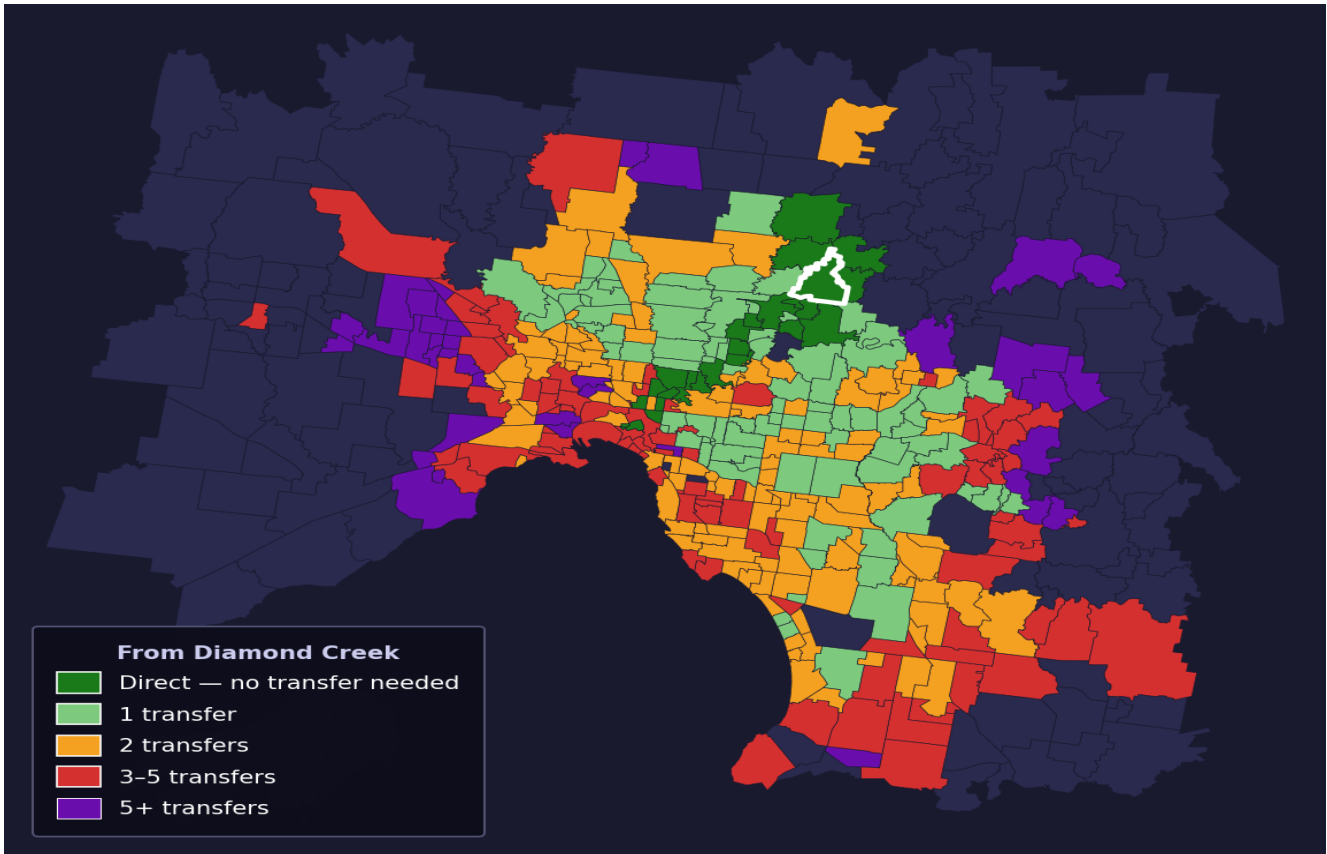 From Diamond Creek
Direct — no transfer needed
1 transfer
2 transfers
3–5 transfers
5+ transfers